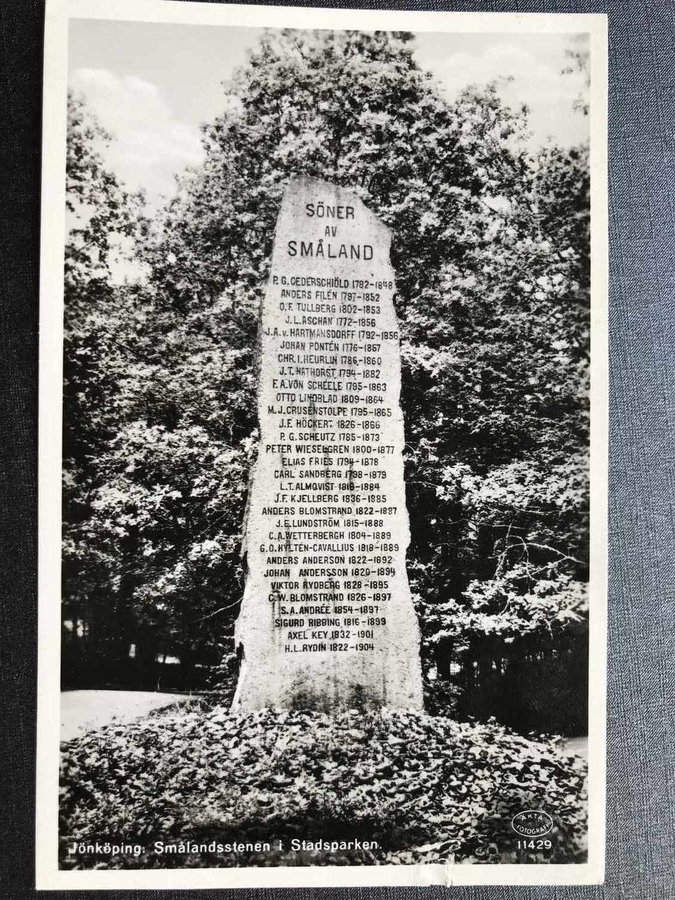 SÖNER
AV
SMÅLAND
P.G. CEDERSCHIÖLD 1782-1848
ANDERS FILÉN 1797-1852
O.F. TULLBERG 1802-1853
J.L. ASCHAN 1772-1856
J.A.v. HARTMANSDORFF 1792-1856
JOHAN PONTÉN 1776-1857
CHR. I. HEURLIN 1786-1860
J.T. NATHORST 1794-1862
F.A. VON SCHÉELE 1795-1863
OTTO LINDBLAD 1809-1864
M.J. CRUSENSTOLPE 1795-1865
J.F. HÖCKERT 1826-1866
P.G. SCHEUTZ 1785-1873
PETER WIESELGREN 1800-1877
ELIAS FRIES 1794-1878
CARL SANDBERG 1798-1879
L.T. ALMQVIST 1818-1884
J.F. KJELLBERG 1836-1885
ANDERS BLOMSTRAND 1822-1887
J.E. LUNDSTRÖM 1815-1888
C.A. WETTERBERGH 1804-1889
G.O. HYLTÉN-CAVALLIUS 1818-1889
ANDERS ANDERSON 1822-1892
JOHAN ANDERSSON 1820-1894
VIKTOR RYDBERG 1828-1895
C.W. BLOMSTRAND 1826-1897
S.A. ANDRÉE 1854-1897
SIGURD RIBBING 1816-1899
AXEL KEY 1832-1901
H.L. RYDIN 1822-1904
ÄKTA
FOTOGRAFI
11429
Jönköping. Smålandsstenen i Stadsparken.